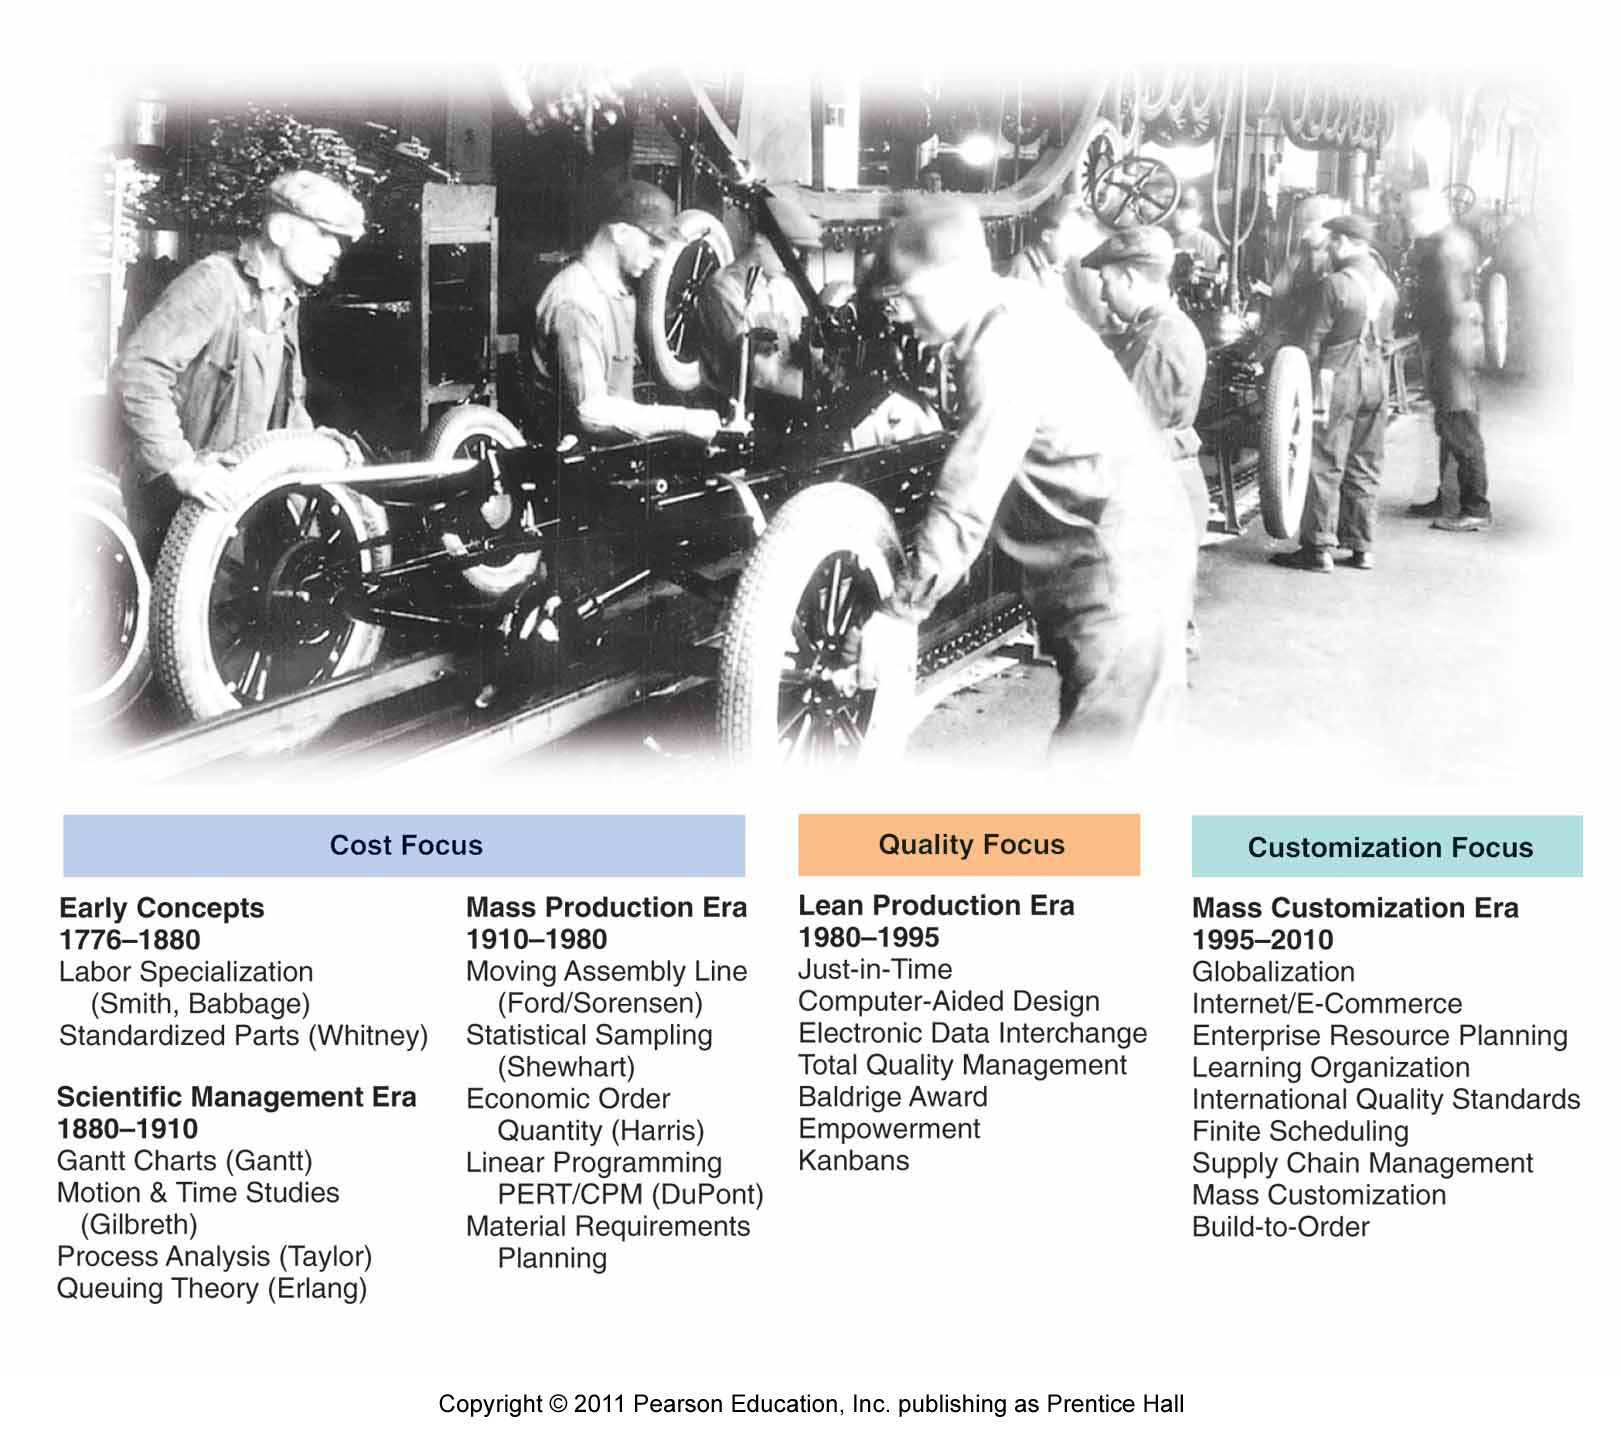 Cost Focus
Early Concepts
1776–1880
Labor Specialization
(Smith, Babbage)
Standardized Parts (Whitney)
Scientific Management Era
1880–1910
Gantt Charts (Gantt)
Motion & Time Studies
(Gilbreth)
Process Analysis (Taylor)
Queuing Theory (Erlang)
Mass Production Era
1910–1980
Moving Assembly Line
(Ford/Sorensen)
Statistical Sampling
(Shewhart)
Economic Order
Quantity (Harris)
Linear Programming
PERT/CPM (DuPont)
Material Requirements
Planning
Quality Focus
Lean Production Era
1980–1995
Just-in-Time
Computer-Aided Design
Electronic Data Interchange
Total Quality Management
Baldrige Award
Empowerment
Kanbans
Customization Focus
Mass Customization Era
1995–2010
Globalization
Internet/E-Commerce
Enterprise Resource Planning
Learning Organization
International Quality Standards
Finite Scheduling
Supply Chain Management
Mass Customization
Build-to-Order
Copyright © 2011 Pearson Education, Inc. publishing as Prentice Hall